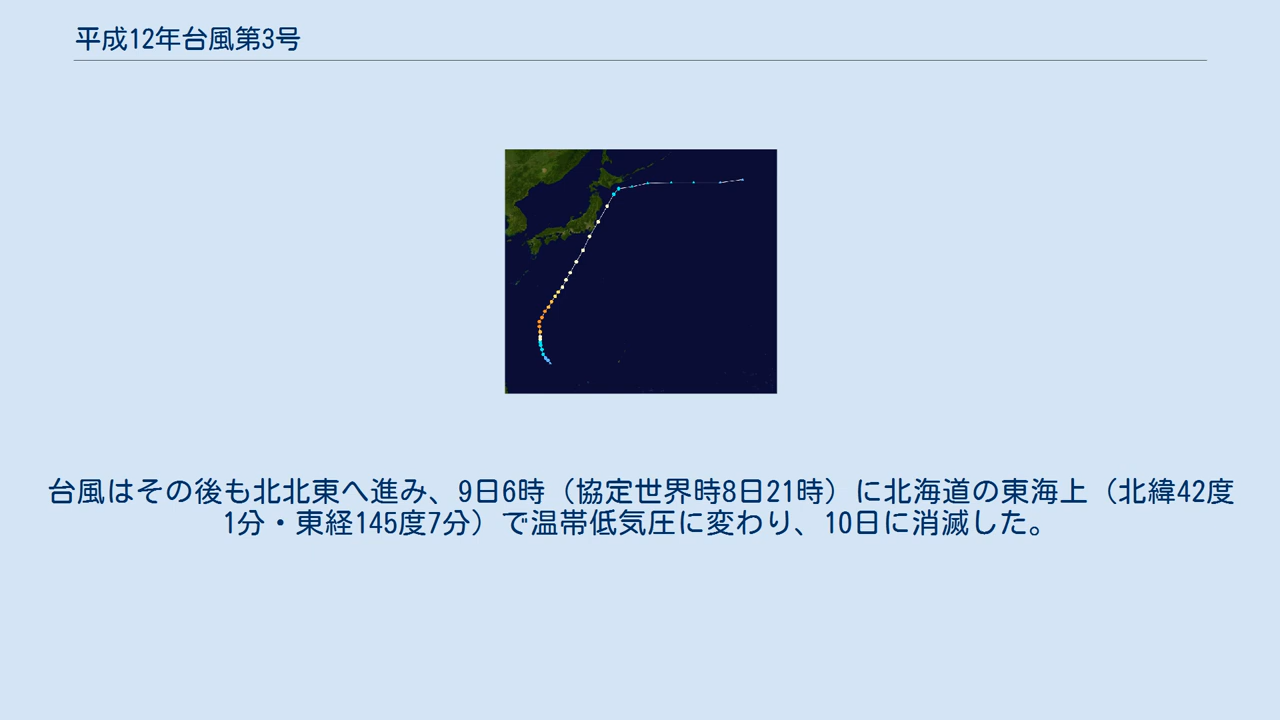 平成12年台風第3号
台風はその後も北北東へ進み、9日6時（協定世界時8日21時）に北海道の東海上（北緯42度
1分・東経145度7分）で温帯低気圧に変わり、10日に消滅した。